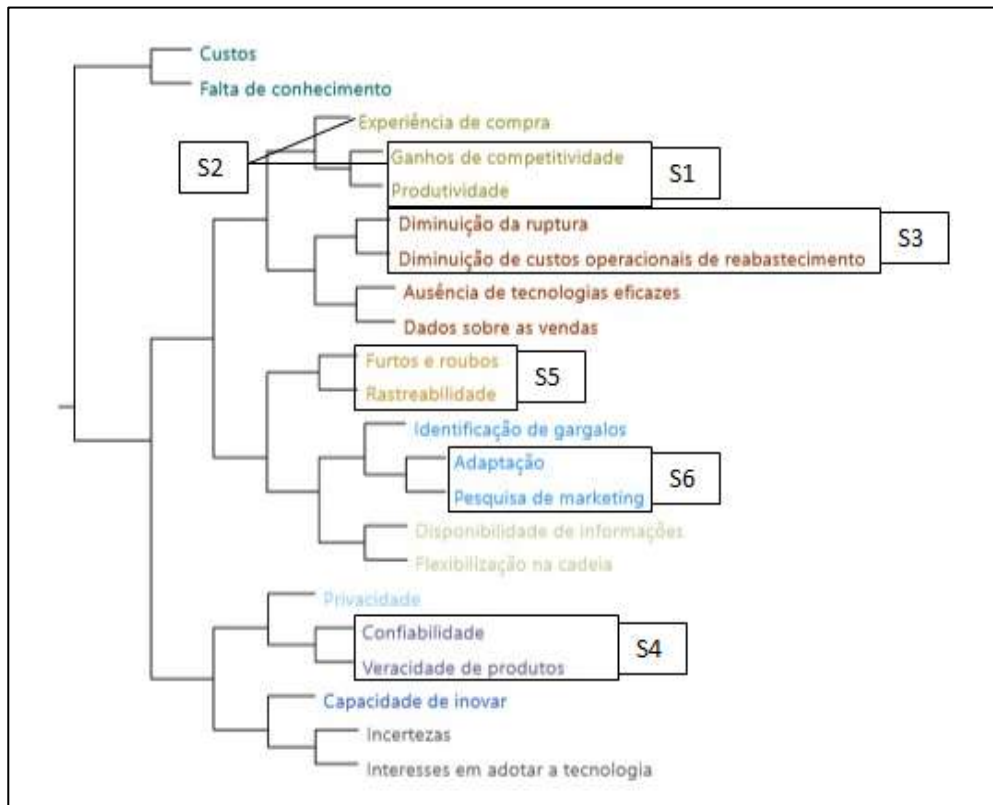 Custos
Falta de conhecimento
Experiência de compra
S2
Ganhos de competitividade
S1
Produtividade
Diminuição da ruptura
S3
Diminuição de custos operacionais de reabastecimento
Ausência de tecnologias eficazes
Dados sobre as vendas
Furtos e roubos
S5
Rastreabilidade
Identificação de gargalos
Adaptação
S6
Pesquisa de marketing
Disponibilidade de informações
Flexibilização na cadeia
Privacidade
Confiabilidade
S4
Veracidade de produtos
Capacidade de inovar
Incertezas
Interesses em adotar a tecnologia